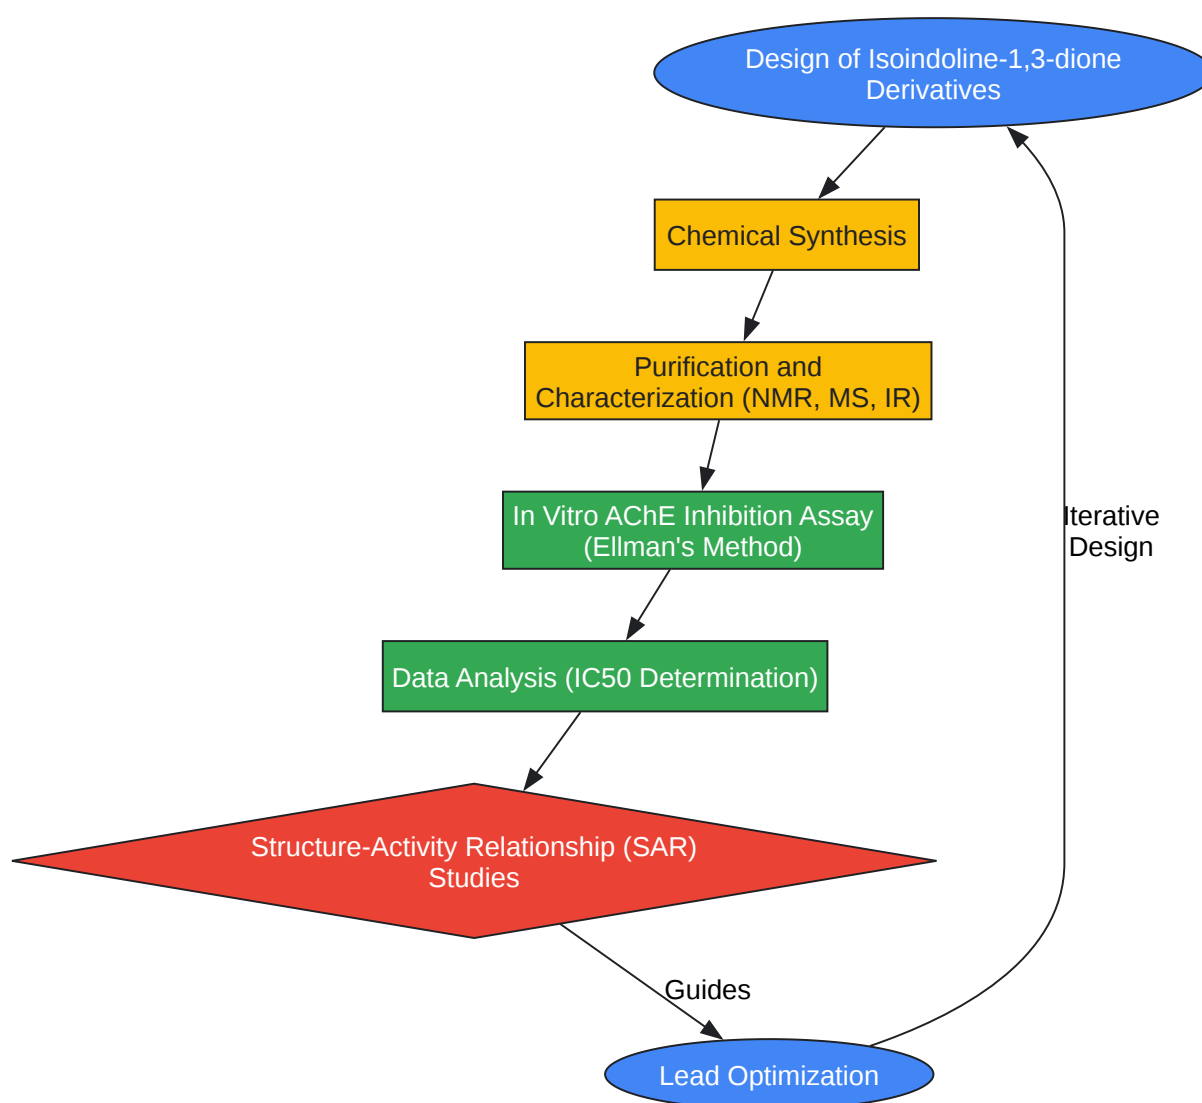 Design of Isoindoline-1,3-dione
Derivatives
Chemical Synthesis
Purification and
Characterization (NMR, MS, IR)
In Vitro AChE Inhibition Assay
(Ellman's Method)
Iterative
Design
Data Analysis (IC50 Determination)
Structure-Activity Relationship (SAR)
Studies
Guides
Lead Optimization